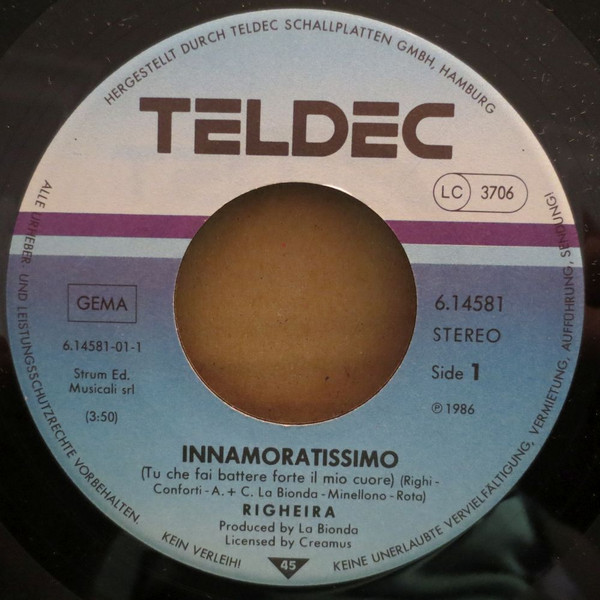 HERGESTELLT DURCH TELDEC SCHALLPLATTEN GMBH, HAMBURG
TELDEC
LC 3706
GEMA
6.14581-01-1
Strum Ed.
Musicali srl
(3:50)
6.14581
STEREO
Side 1
℗ 1986
INNAMORATISSIMO
(Tu che fai battere forte il mio cuore) (Righi-
Conforti - A. + C. La Bionda - Minellono - Rota)
RIGHEIRA
Produced by La Bionda
Licensed by Creamus
45
ALLE URHEBER- UND LEISTUNGSSCHUTZRECHTE VORBEHALTEN.
KEIN VERLEIH!
KEINE UNERLAUBTE VERVIELFÄLTIGUNG, VERMIETUNG, AUFFÜHRUNG, SENDUNG!